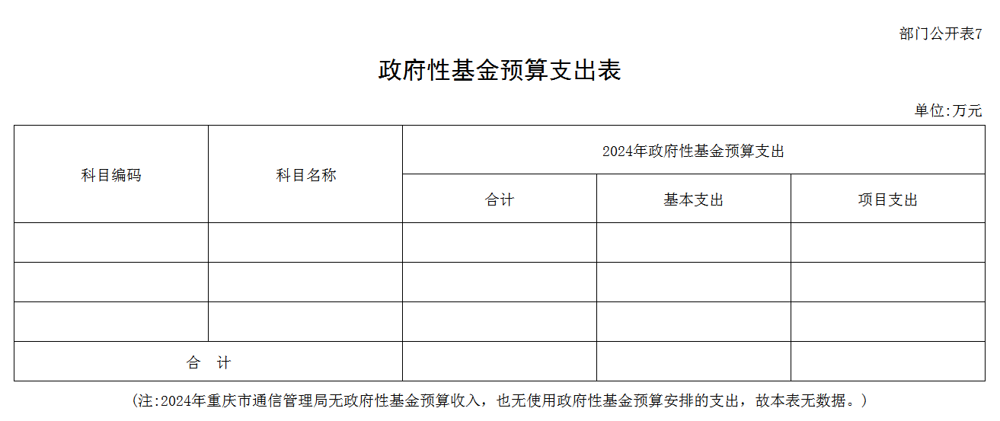 部门公开表7
政府性基金预算支出表
单位:万元
科目编码 科目名称 2024年政府性基金预算支出
合计 基本支出 项目支出
合 计
(注:2024年重庆市通信管理局无政府性基金预算收入，也无使用政府性基金预算安排的支出，故本表无数据。)